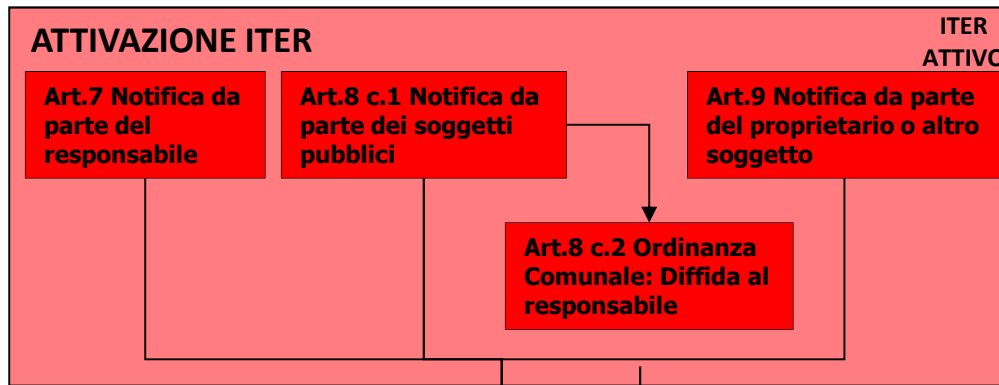 ATTIVAZIONE ITER
ITER
ATTIVO
Art.7 Notifica da
parte del
responsabile
Art.8 c.1 Notifica da
parte dei soggetti
pubblici
Art.9 Notifica da parte
del proprietario o altro
soggetto
Art.8 c.2 Ordinanza
Comunale: Diffida al
responsabile